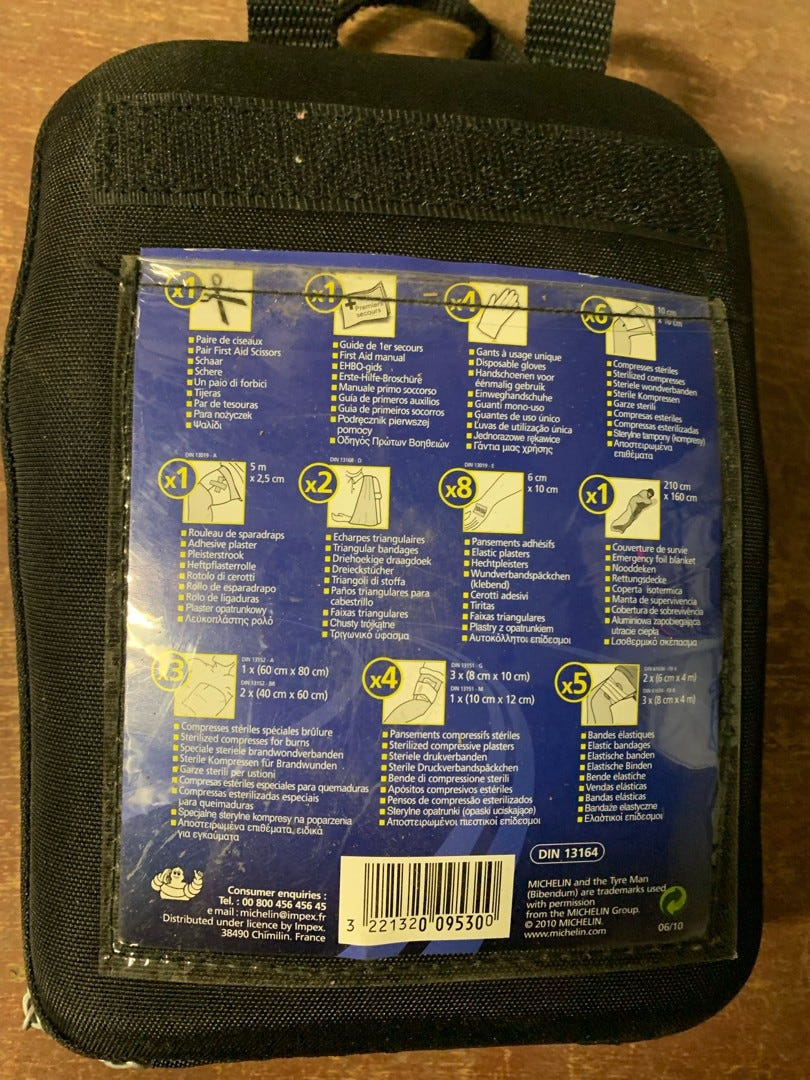 x1
Premiers
secours
x1
x4
x6
10 cm
x 10 cm
Paire de ciseaux
Pair First Aid Scissors
Schaar
Schere
Un paio di forbici
Tijeras
Par de tesouras
Para nożyczek
Ψαλίδι
Guide de 1er secours
First Aid manual
EHBO-gids
Erste-Hilfe-Broschüre
Manuale primo soccorso
Guía de primeros auxilios
Guia de primeiros socorros
Podręcznik pierwszej
pomocy
Οδηγός Πρώτων Βοηθειών
Gants à usage unique
Disposable gloves
Handschoenen voor
éénmalig gebruik
Einweghandschuhe
Guanti mono-uso
Guantes de uso único
Luvas de utilização única
Jednorazowe rękawice
Γάντια μιας χρήσης
Compresses stériles
Sterilized compresses
Steriele wondverbanden
Sterile Kompressen
Garze sterili
Compresas estériles
Compressas esterilizadas
Sterylne tampony (kompresy)
Αποστειρωμένα
επιθέματα
DIN 13019 - A
x1
5 m
x 2,5 cm
DIN 13168 - D
x2
DIN 13019 - E
x8
6 cm
x 10 cm
x1
210 cm
x 160 cm
Rouleau de sparadraps
Adhesive plaster
Pleisterstrook
Heftpflasterrolle
Rotolo di cerotti
Rollo de esparadrapo
Rolo de ligaduras
Plaster opatrunkowy
Λευκοπλάστης ρολό
Echarpes triangulaires
Triangular bandages
Driehoekige draagdoek
Dreieckstücher
Triangoli di stoffa
Paños triangulares para
cabestrillo
Faixas triangulares
Chusty trójkątne
Τριγωνικό ύφασμα
Pansements adhésifs
Elastic plasters
Hechtpleisters
Wundverbandspäckchen
(klebend)
Cerotti adesivi
Tiritas
Faixas triangulares
Plastry z opatrunkiem
Αυτοκόλλητοι επίδεσμοι
Couverture de survie
Emergency foil blanket
Nooddeken
Rettungsdecke
Coperta isotermica
Manta de supervivencia
Cobertura de sobrevivência
Aluminiowa zapobiegająca
utracie ciepła
Ισοθερμικό σκέπασμα
x3
DIN 13152 - A
1 x (60 cm x 80 cm)
DIN 13152 - BR
2 x (40 cm x 60 cm)
x4
DIN 13151 - G
3 x (8 cm x 10 cm)
DIN 13151 - M
1 x (10 cm x 12 cm)
x5
2 x (6 cm x 4 m)
3 x (8 cm x 4 m)
Compresses stériles spéciales brûlure
Sterilized compresses for burns
Speciale steriele brandwondverbanden
Sterile Kompressen für Brandwunden
Garze sterili per ustioni
Compresas estériles especiales para quemaduras
Compressas esterilizadas especiais
para queimaduras
Specjalne sterylne kompresy na poparzenia
Αποστειρωμένα επιθέματα, ειδικά
για εγκαύματα
Pansements compressifs stériles
Sterilized compressive plasters
Steriele drukverbanden
Sterile Druckverbandspäckchen
Bende di compressione sterili
Apósitos compresivos estériles
Pensos de compressão esterilizados
Sterylne opatrunki (opaski uciskające)
Αποστειρωμένοι πιεστικοί επίδεσμοι
Bandes élastiques
Elastic bandages
Elastische banden
Elastische Binden
Bende elastiche
Vendas elásticas
Bandas elásticas
Bandaże elastyczne
Ελαστικοί επίδεσμοι
DIN 13164
Consumer enquiries :
Tel. : 00 800 456 456 45
e mail : michelin@impex.fr
Distributed under licence by Impex.
38490 Chimilin. France
3 221320 009530
MICHELIN and the Tyre Man
(Bibendum) are trademarks used
with permission
from the MICHELIN Group.
© 2010 MICHELIN.
www.michelin.com
06/10